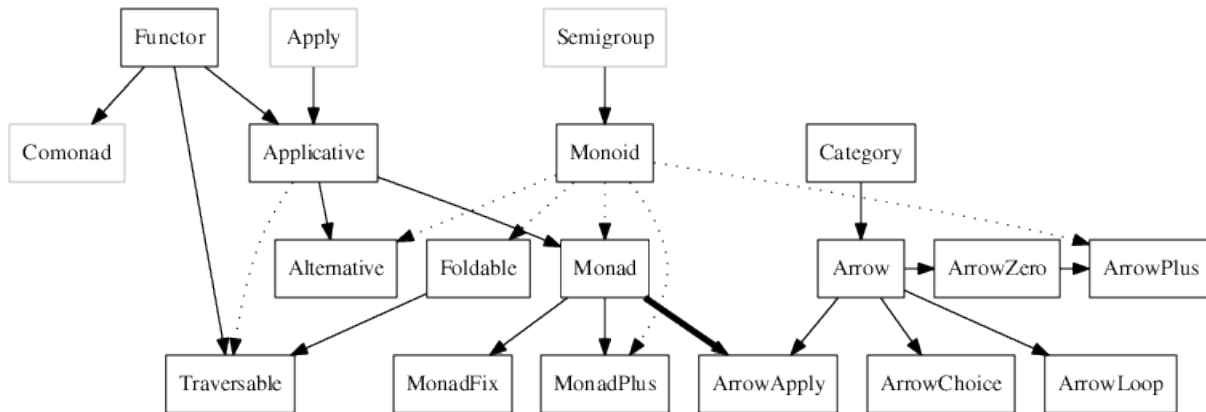 Functor
Apply
Semigroup
Comonad
Applicative
Monoid
Category
Alternative
Foldable
Monad
Arrow
ArrowZero
ArrowPlus
Traversable
MonadFix
MonadPlus
ArrowApply
ArrowChoice
ArrowLoop